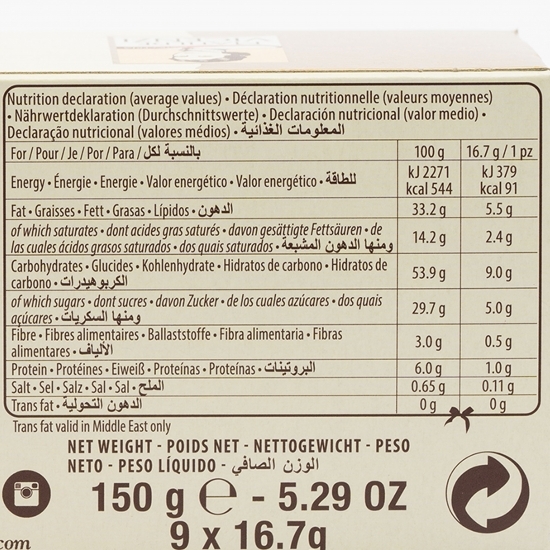 Nutrition declaration (average values) • Déclaration nutritionnelle (valeurs moyennes)
• Nährwertdeklaration (Durchschnittswerte) • Declaración nutricional (valor medio) •
Declaração nutricional (valores médios) • المعلومات الغذائية
For / Pour / Je / Por / Para / بالنسبة لكل 100 g 16.7 g / 1 pz
Energy • Énergie • Energie • Valor energético • Valor energético • للطاقة kJ 2271 kJ 379
kcal 544 kcal 91
Fat • Graisses • Fett • Grasas • Lípidos • الدهون 33.2 g 5.5 g
of which saturates • dont acides gras saturés • davon gesättigte Fettsäuren • de
las cuales ácidos grasos saturados • dos quais saturados • ومنها الدهون المشبعة 14.2 g 2.4 g
Carbohydrates • Glucides • Kohlenhydrate • Hidratos de carbono • Hidratos de
carbono • الكربوهيدرات 53.9 g 9.0 g
of which sugars • dont sucres • davon Zucker • de los cuales azúcares • dos quais
açúcares • ومنها السكريات 29.7 g 5.0 g
Fibre • Fibres alimentaires • Ballaststoffe • Fibra alimentaria • Fibras
alimentares • الألياف 3.0 g 0.5 g
Protein • Protéines • Eiweiß • Proteínas • Proteínas • البروتينات 6.0 g 1.0 g
Salt • Sel • Salz • Sal • Sal • الملح 0.65 g 0.11 g
Trans fat • الدهون التحولية 0 g 0 g
Trans fat valid in Middle East only
NET WEIGHT - POIDS NET - NETTOGEWICHT - PESO
NETO - PESO LÍQUIDO - الوزن الصافي
150 g ℮ - 5.29 OZ
9 x 16.7g
com